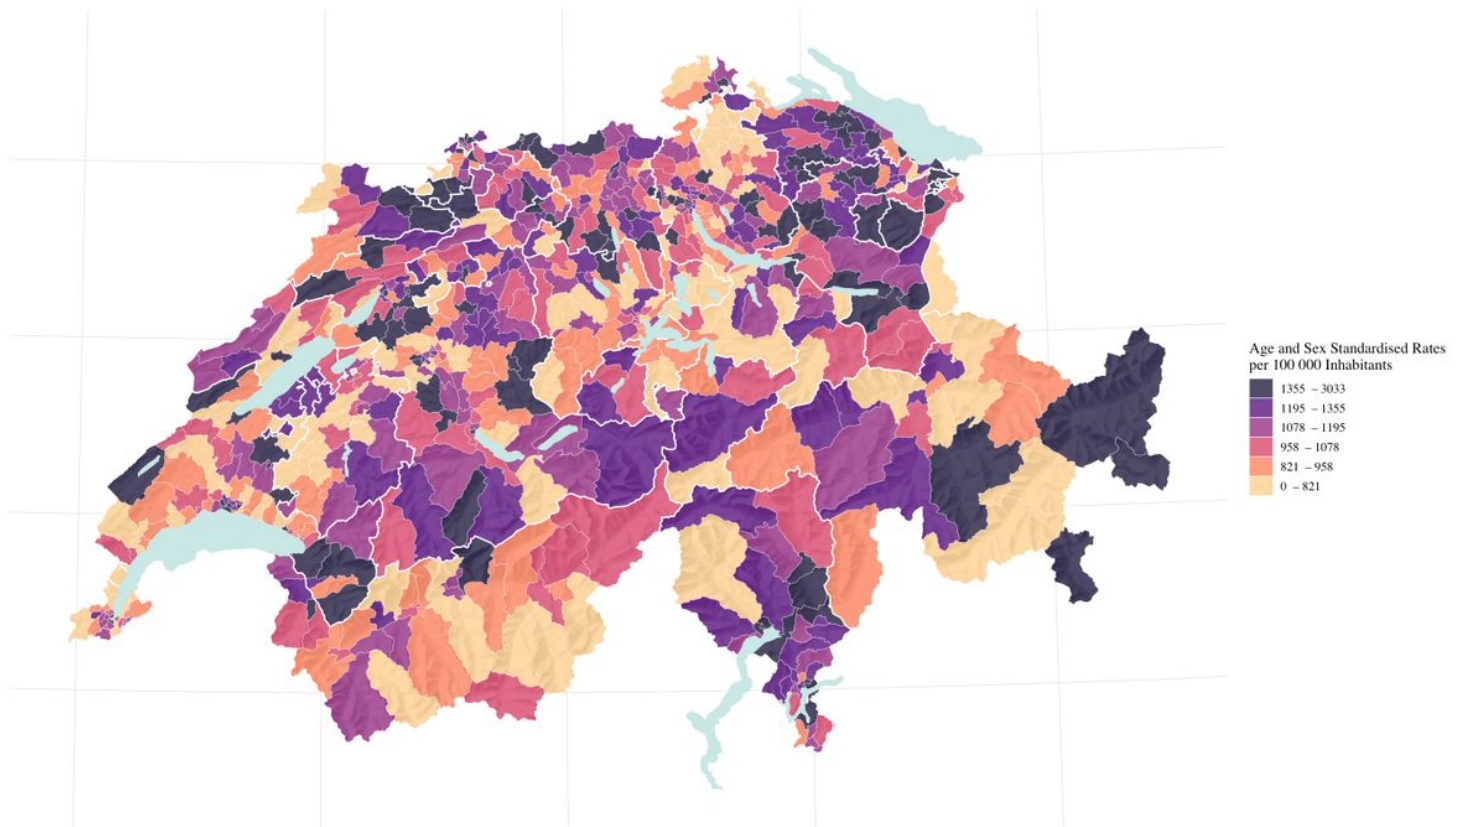 Age and Sex Standardised Rates
per 100 000 Inhabitants
1355 – 3033
1195 – 1355
1078 – 1195
958 – 1078
821 – 958
0 – 821